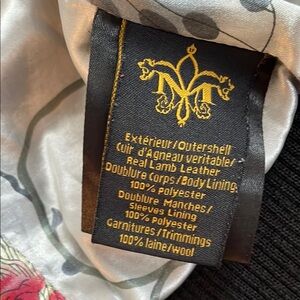 M
Extérieur/Outershell
Cuir d'Agneau veritable/
Real Lamb Leather
Doublure Corps/Body Lining
100% polyester
Doublure Manches/
Sleeves Lining
100% polyester
Garnitures/Trimmings
100% laine/wool